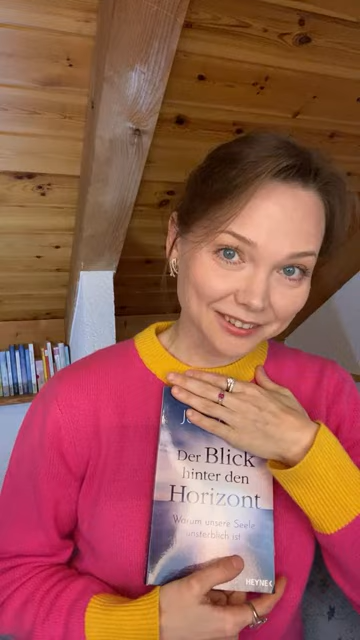 Der Blick
hinter den
Horizont
Warum unsere Seele
unsterblich ist
HEYNE<